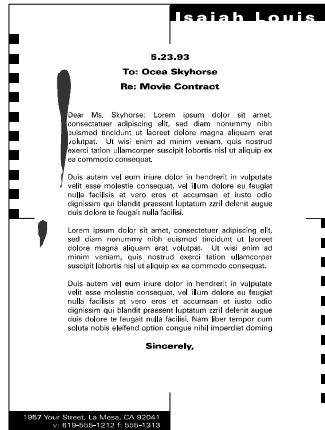 Isaiah Louis
5.23.93
To: Ocea Skyhorse
Re: Movie Contract
Dear Ms. Skyhorse: Lorem ipsum dolor sit amet,
consectetuer adipiscing elit, sed diam nonummy nibh
euismod tincidunt ut laoreet dolore magna aliquam erat
volutpat. Ut wisi enim ad minim veniam, quis nostrud
exerci tation ullamcorper suscipit lobortis nisl ut aliquip ex
ea commodo consequat.
Duis autem vel eum iriure dolor in hendrerit in vulputate
velit esse molestie consequat, vel illum dolore eu feugiat
nulla facilisis at vero eros et accumsan et iusto odio
dignissim qui blandit praesent luptatum zzril delenit augue
duis dolore te feugait nulla facilisi.
Lorem ipsum dolor sit amet, consectetuer adipiscing elit,
sed diam nonummy nibh euismod tincidunt ut laoreet
dolore magna aliquam erat volutpat. Ut wisi enim ad
minim veniam, quis nostrud exerci tation ullamcorper
suscipit lobortis nisl ut aliquip ex ea commodo consequat.
Duis autem vel eum iriure dolor in hendrerit in vulputate
velit esse molestie consequat, vel illum dolore eu feugiat
nulla facilisis at vero eros et accumsan et iusto odio
dignissim qui blandit praesent luptatum zzril delenit augue
duis dolore te feugait nulla facilisi. Nam liber tempor cum
soluta nobis eleifend option congue nihil imperdiet doming
Sincerely,
1957 Your Street, La Mesa, CA 92041
v: 619-555-1212 f: 555-1313